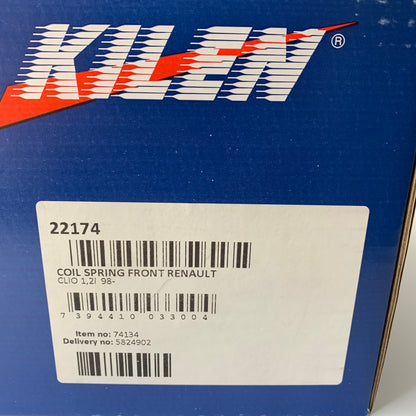 KILEN ®
22174
COIL SPRING FRONT RENAULT
CLIO 1,2I 98-
7 394410 033004
Item no: 74134
Delivery no: 5824902